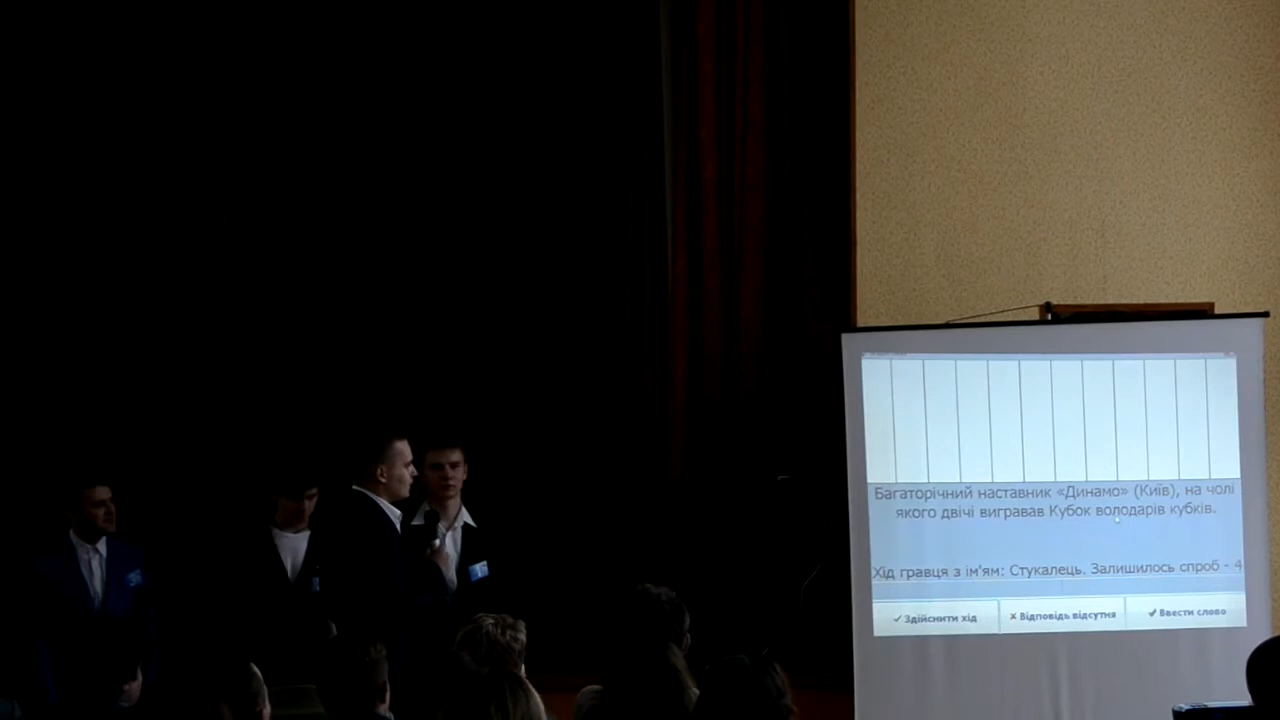 Багаторічний наставник «Динамо» (Київ), на чолі
якого двічі вигравав Кубок володарів кубків.
Хід гравця з ім'ям: Стукалець. Залишилось спроб - 4
✓ Здійснити хід
× Відповідь відсутня
✓ Ввести слово